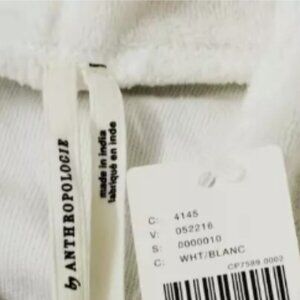 by ANTHROPOLOGIE
made in india
fabriqué en inde
C: 4145
V: 052216
S: 0000010
C: WHT/BLANC
CP7589 0002